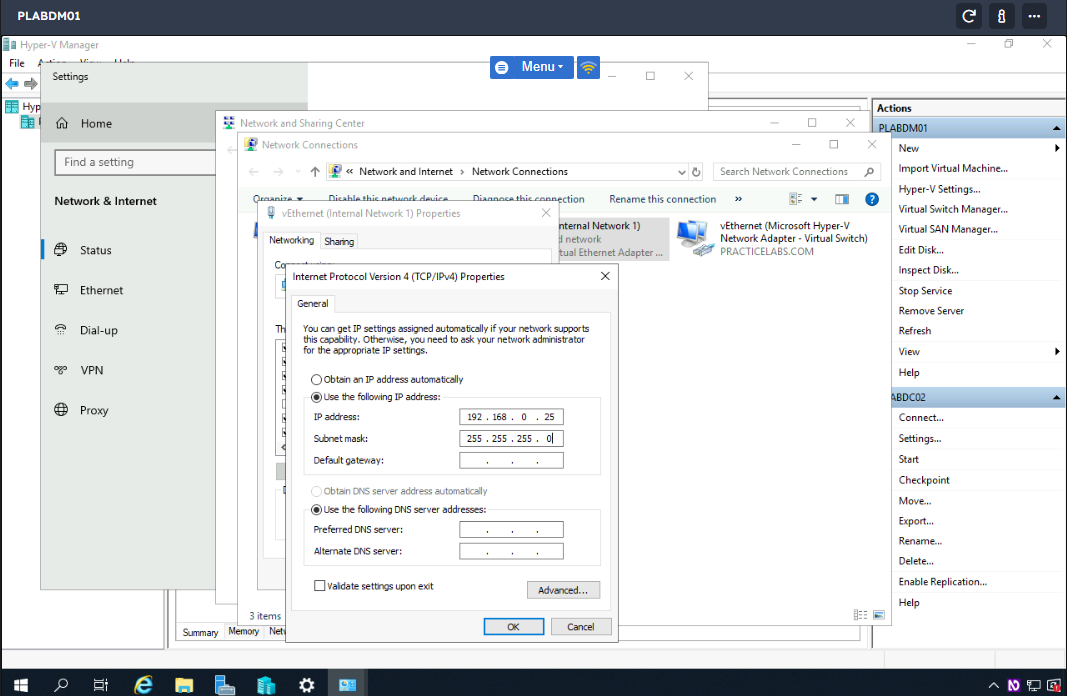 PLABDM01
Hyper-V Manager
File Action View Help
Settings
Menu
Hyp
Home
Find a setting
Network & Internet
Status
Ethernet
Dial-up
VPN
Proxy
Network and Sharing Center
Network Connections
« Network and Internet > Network Connections
Search Network Connections
Organize Disable this network device Diagnose this connection Rename this connection »
vEthernet (Internal Network 1) Properties
Networking Sharing
nternal Network 1)
d network
tual Ethernet Adapter ...
vEthernet (Microsoft Hyper-V
Network Adapter - Virtual Switch)
PRACTICELABS.COM
Internet Protocol Version 4 (TCP/IPv4) Properties
General
You can get IP settings assigned automatically if your network supports
this capability. Otherwise, you need to ask your network administrator
for the appropriate IP settings.
Obtain an IP address automatically
Use the following IP address:
IP address: 192 . 168 . 0 . 25
Subnet mask: 255 . 255 . 255 . 0
Default gateway: . . .
Obtain DNS server address automatically
Use the following DNS server addresses:
Preferred DNS server: . . .
Alternate DNS server: . . .
Validate settings upon exit
Advanced...
OK Cancel
3 items
Summary Memory Netw
Actions
PLABDM01
New
Import Virtual Machine...
Hyper-V Settings...
Virtual Switch Manager...
Virtual SAN Manager...
Edit Disk...
Inspect Disk...
Stop Service
Remove Server
Refresh
View
Help
ABDC02
Connect...
Settings...
Start
Checkpoint
Move...
Export...
Rename...
Delete...
Enable Replication...
Help